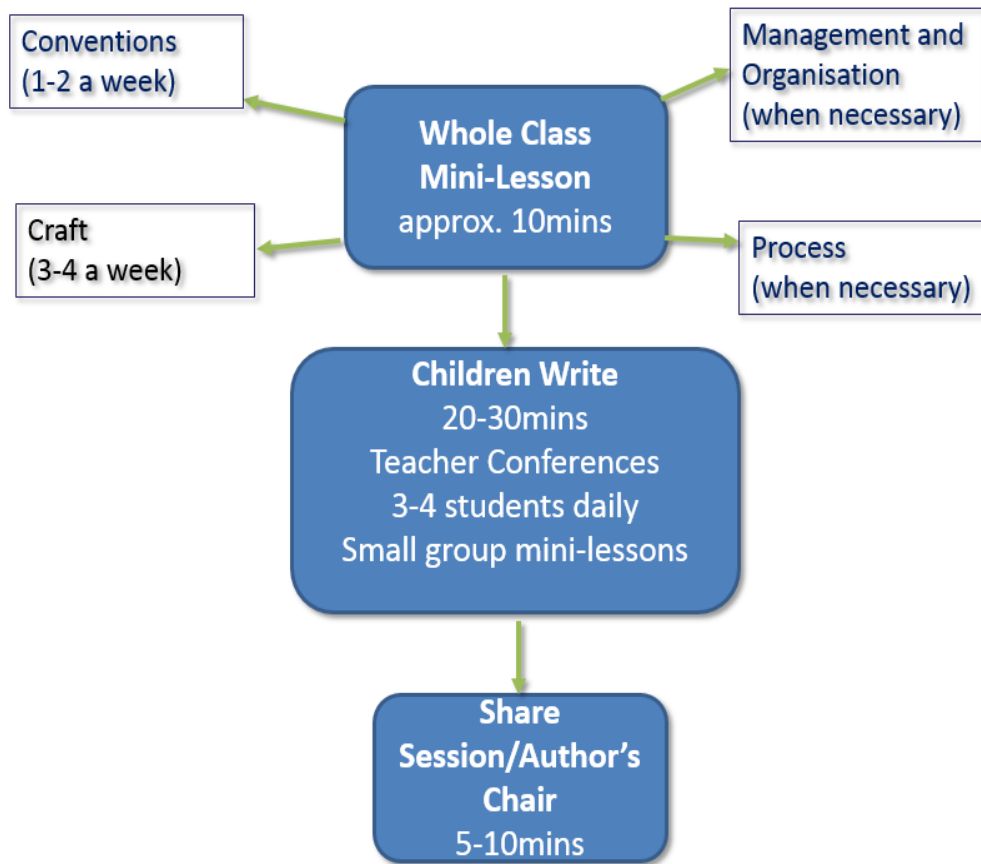 Conventions
(1-2 a week)
Management and
Organisation
(when necessary)
Whole Class
Mini-Lesson
approx. 10mins
Craft
(3-4 a week)
Process
(when necessary)
Children Write
20-30mins
Teacher Conferences
3-4 students daily
Small group mini-lessons
Share
Session/Author’s
Chair
5-10mins